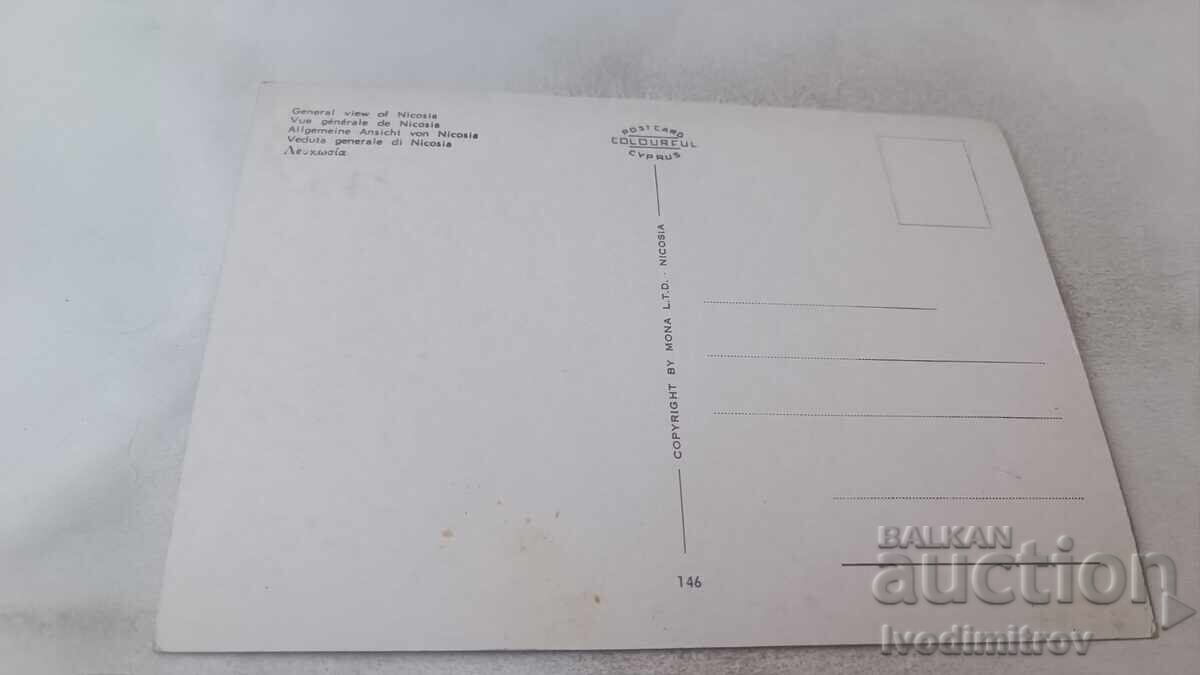 General view of Nicosia
Vue générale de Nicosia
Allgemeine Ansicht von Nicosia
Veduta generale di Nicosia
Λευκωσία
POST CARD
COLOURFUL
CYPRUS
COPYRIGHT BY MONA L.T.D. · NICOSIA
146
BALKAN
auction
Ivodimitrov